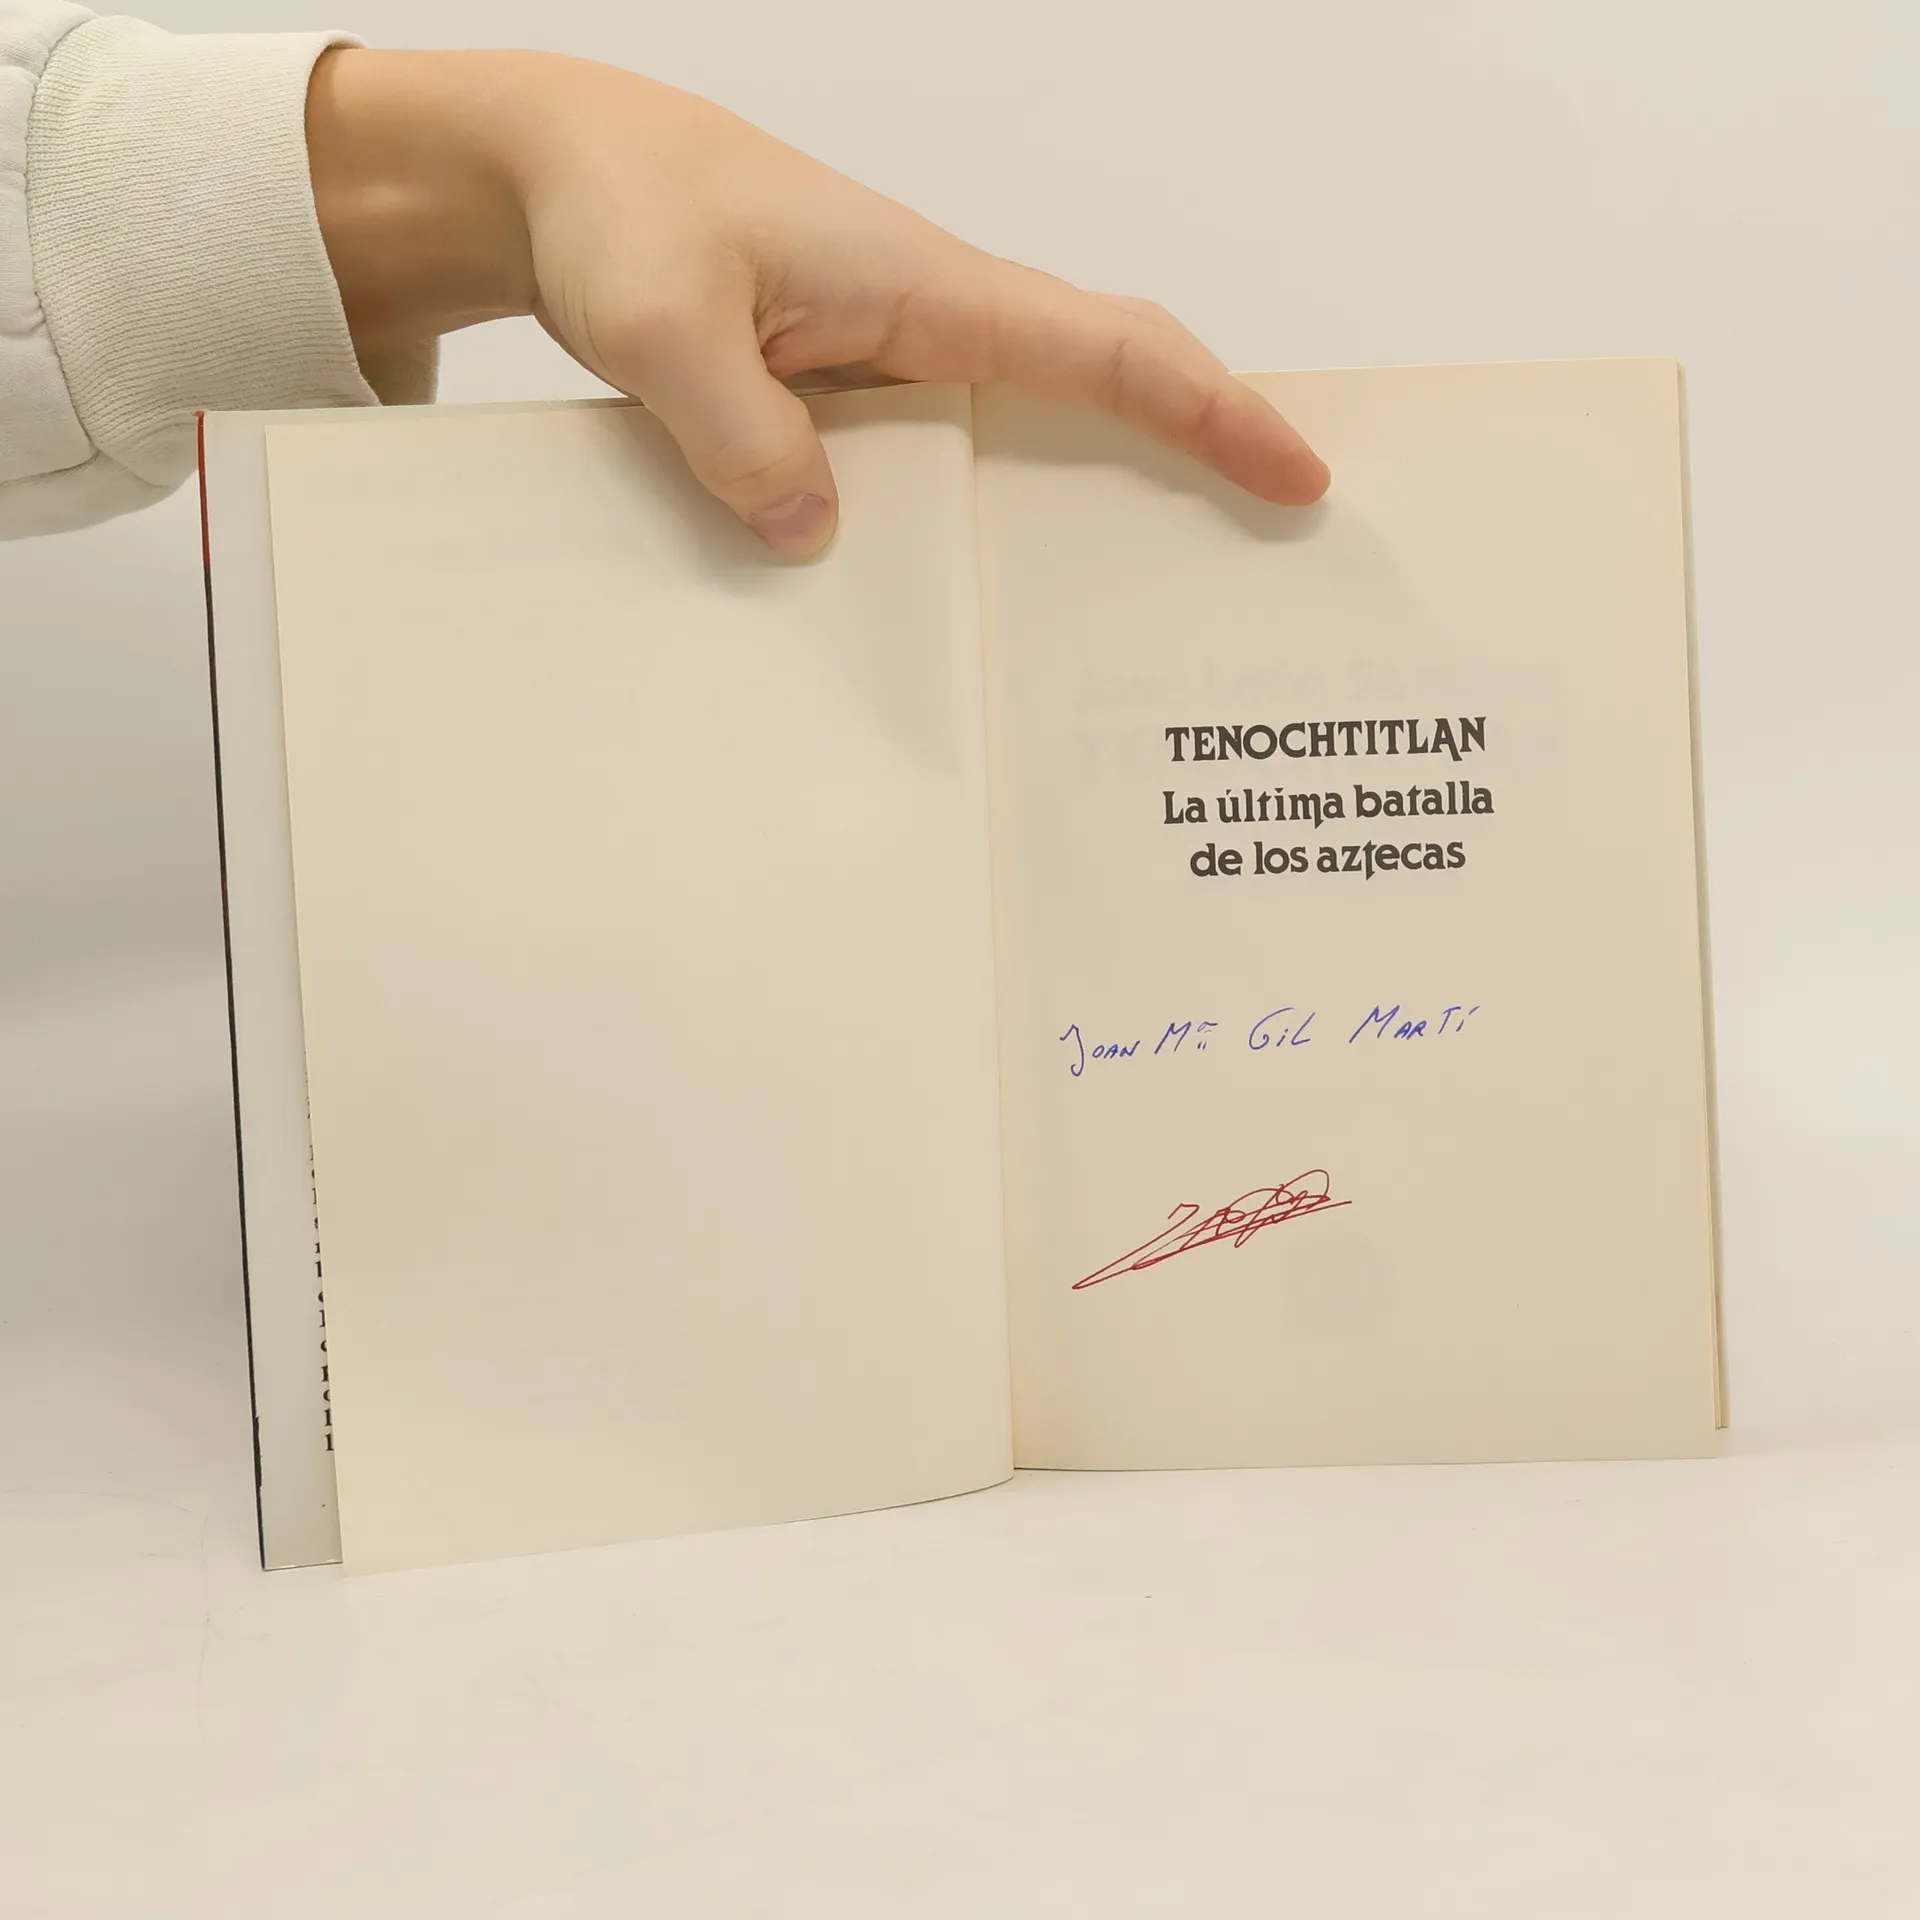 TENOCHTITLAN
La última batalla
de los aztecas
Joan Mª Gil Martí